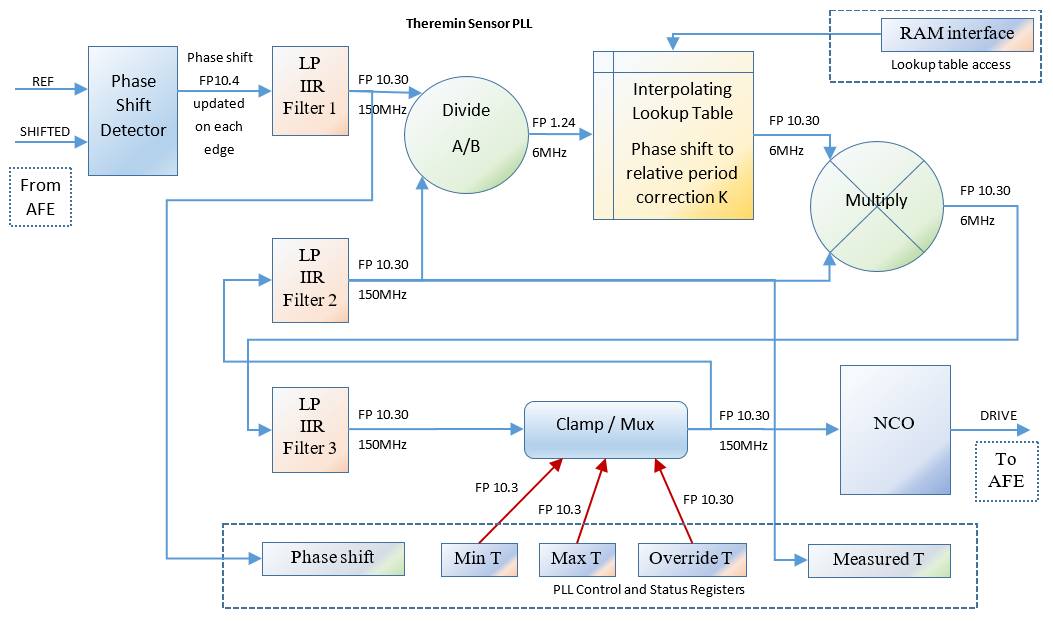 Theremin Sensor PLL
RAM interface
Lookup table access
REF
SHIFTED
From
AFE
Phase
Shift
Detector
Phase shift
FP10.4
updated
on each
edge
LP
IIR
Filter 1
FP 10.30
150MHz
Divide
A/B
FP 1.24
6MHz
Interpolating
Lookup Table
Phase shift to
relative period
correction K
FP 10.30
6MHz
Multiply
FP 10.30
6MHz
LP
IIR
Filter 2
FP 10.30
150MHz
LP
IIR
Filter 3
FP 10.30
150MHz
Clamp / Mux
FP 10.30
150MHz
NCO
DRIVE
To
AFE
FP 10.3
FP 10.3
FP 10.30
Phase shift
Min T
Max T
Override T
Measured T
PLL Control and Status Registers